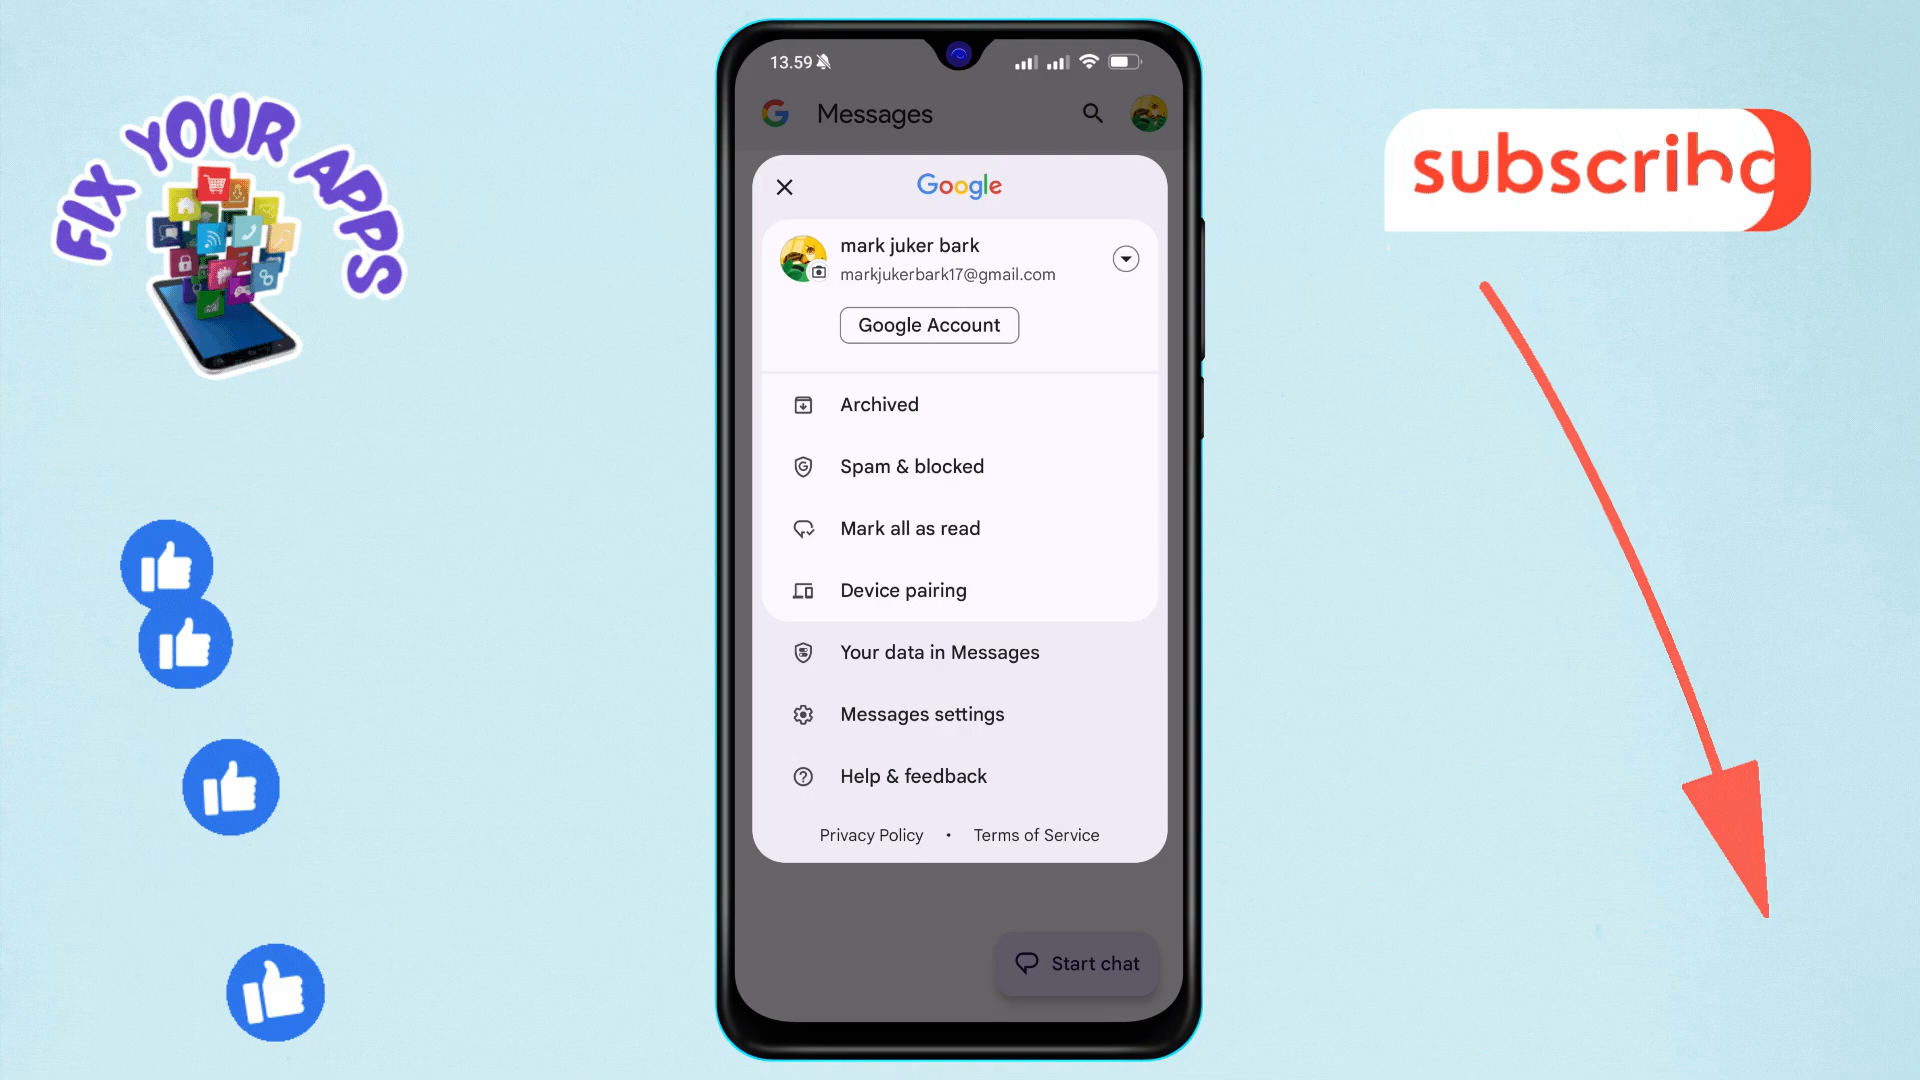 FIX YOUR APPS
13.59
Messages
Google
mark juker bark
markjukerbark17@gmail.com
Google Account
Archived
Spam & blocked
Mark all as read
Device pairing
Your data in Messages
Messages settings
Help & feedback
Privacy Policy • Terms of Service
Start chat